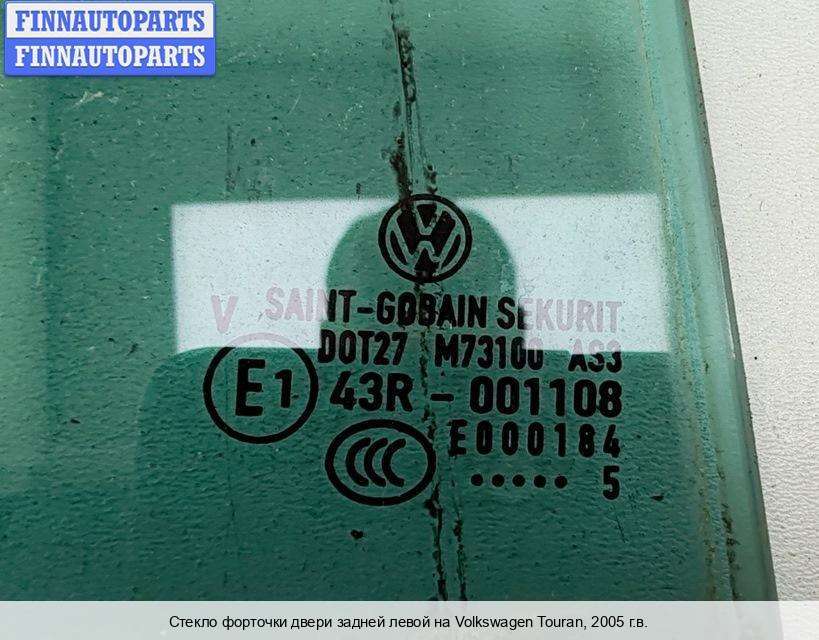 FINNAUTOPARTS
FINNAUTOPARTS
V SAINT-GOBAIN SEKURIT
DOT27 M73100 AS3
E1 43R - 001108
CCC E000184
..... 5
Стекло форточки двери задней левой на Volkswagen Touran, 2005 г.в.